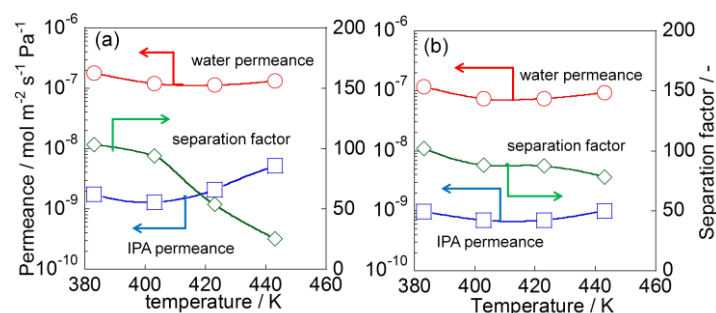 Permeance / mol m⁻² s⁻¹ Pa⁻¹
10⁻⁶
10⁻⁷
10⁻⁸
10⁻⁹
10⁻¹⁰
(a)
water permeance
separation factor
IPA permeance
200
150
100
50
0
380 400 420 440 460
temperature / K
10⁻⁶
10⁻⁷
10⁻⁸
10⁻⁹
10⁻¹⁰
(b)
water permeance
separation factor
IPA permeance
200
150
100
50
0
Separation factor / -
380 400 420 440 460
Temperature / K